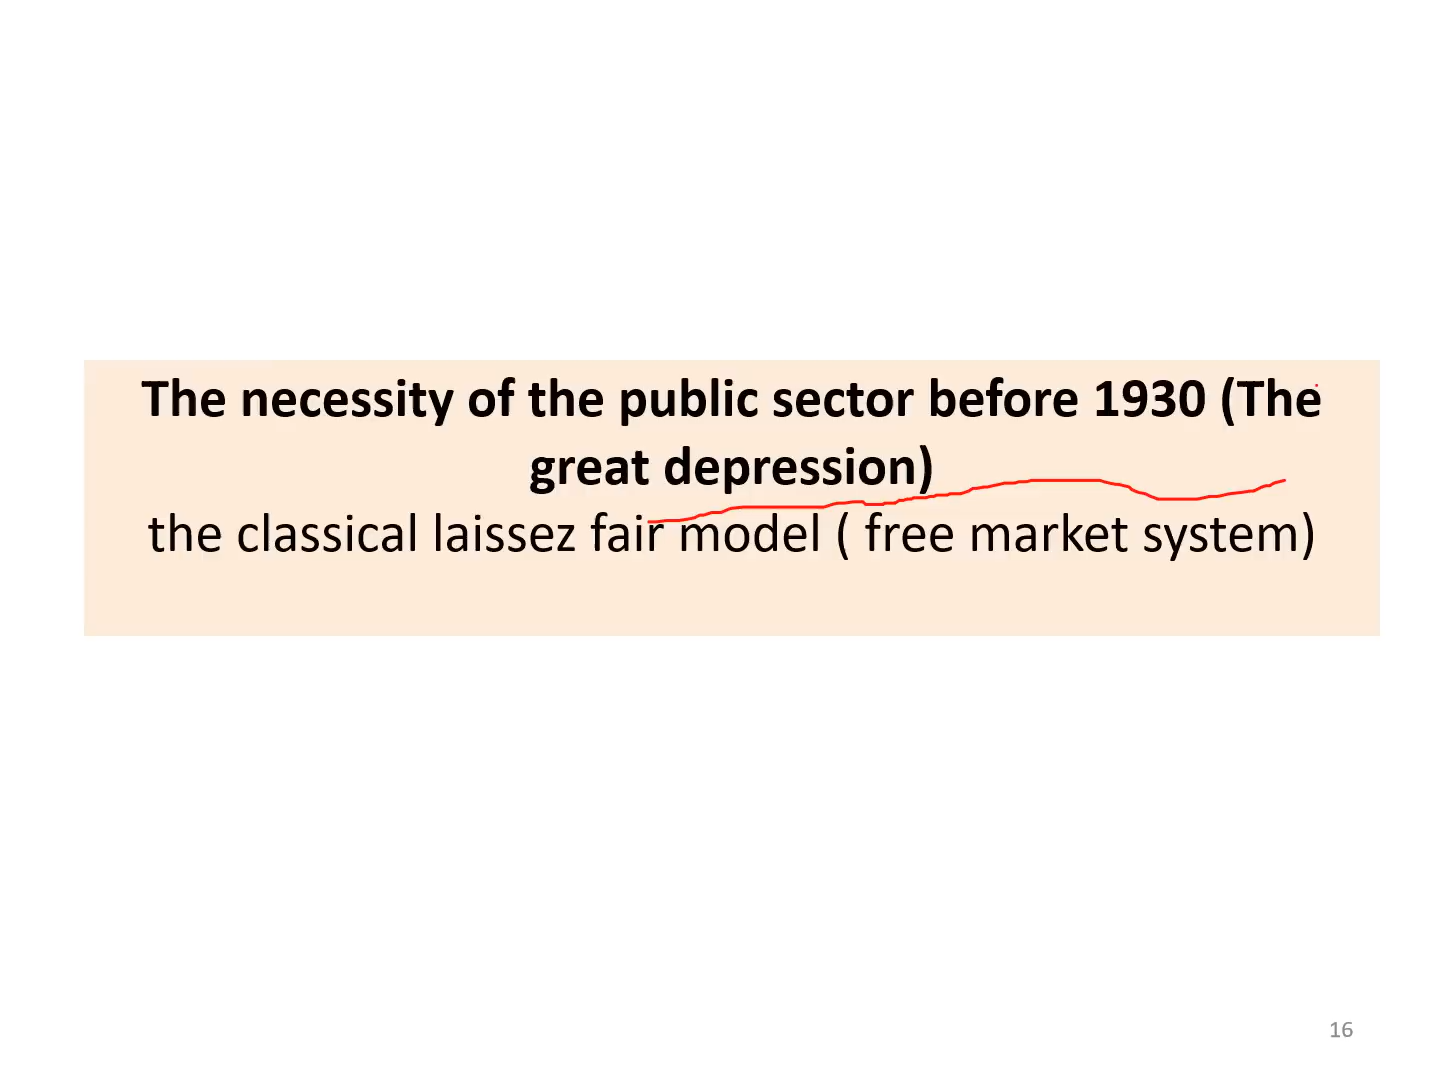 The necessity of the public sector before 1930 (The
great depression)
the classical laissez fair model ( free market system)
16